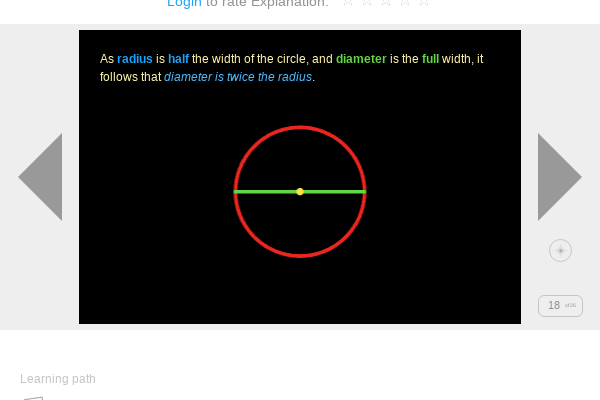 Login to rate Explanation.
As radius is half the width of the circle, and diameter is the full width, it
follows that diameter is twice the radius.
18
Learning path